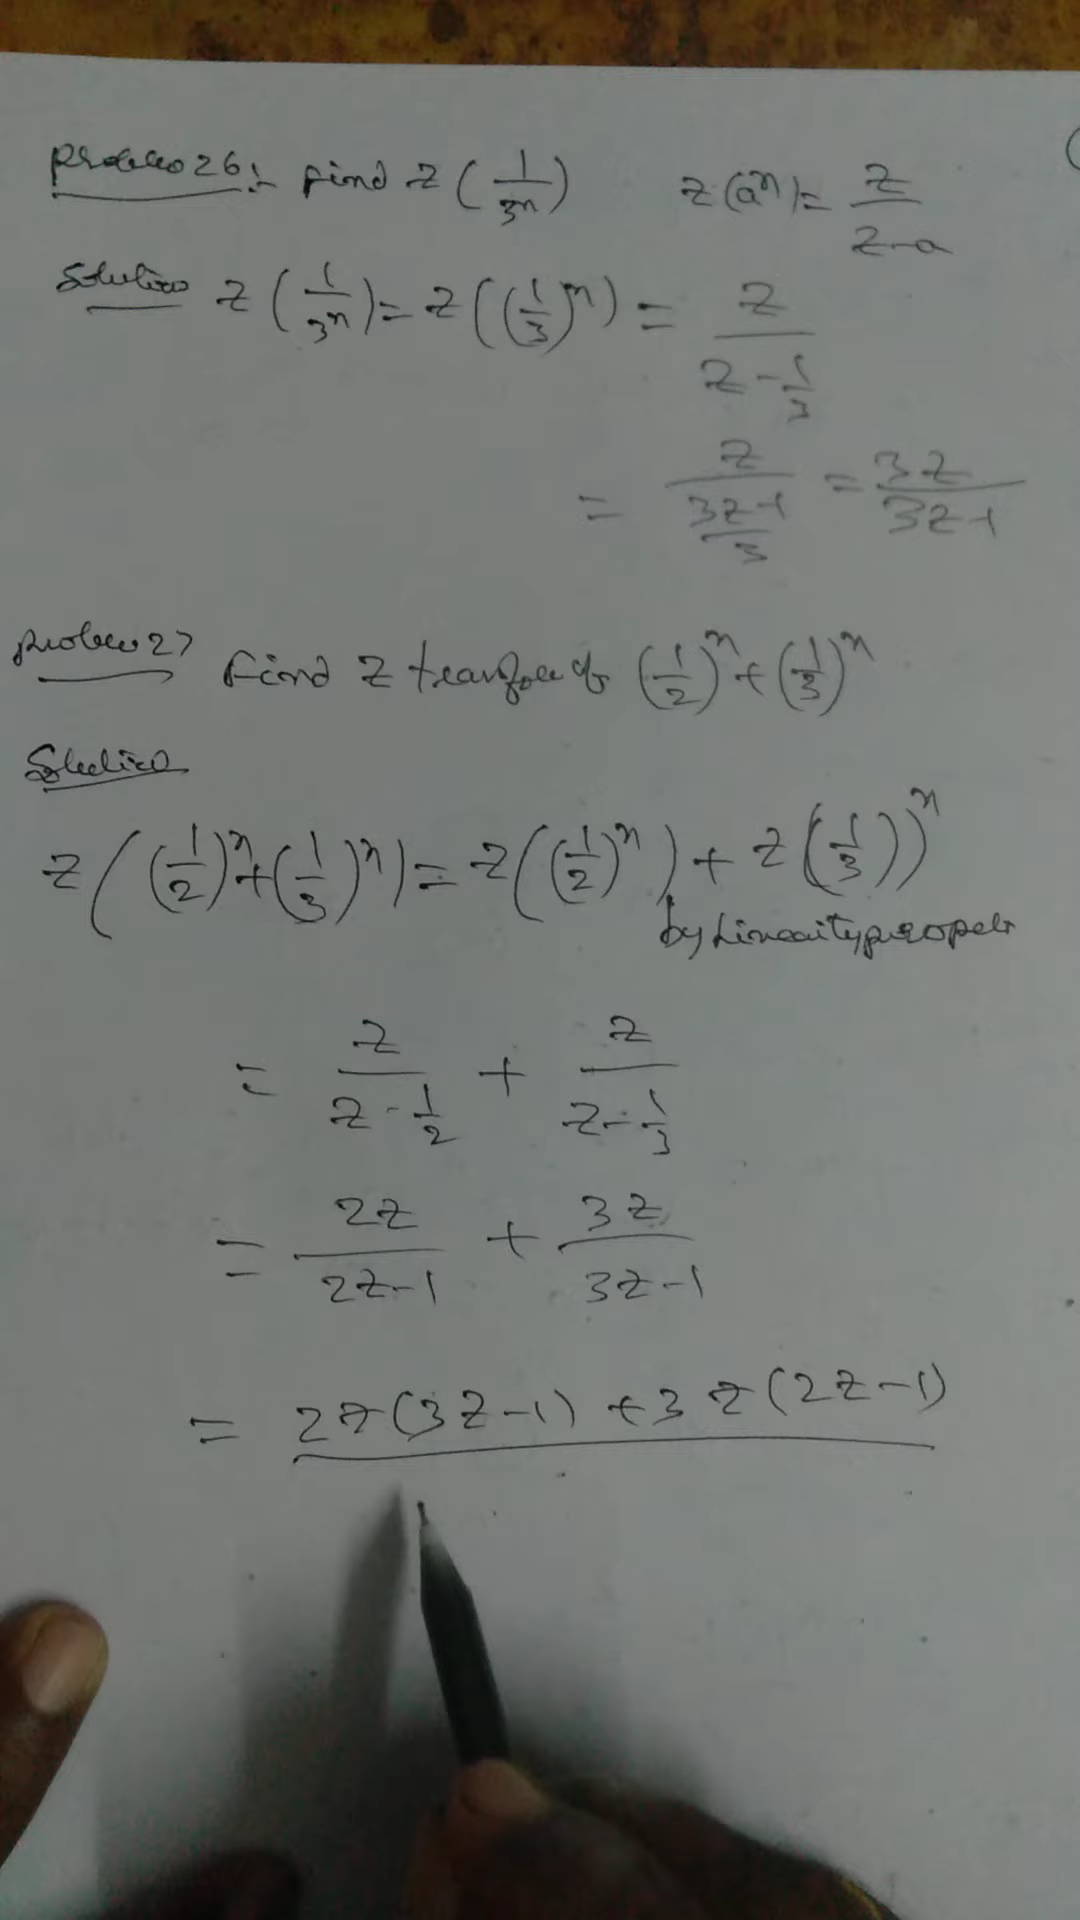 Problem 26:- Find Z(1/3^n) Z(a^n) = Z/(Z-a)
Solution Z(1/3^n) = Z((1/3)^n) = Z/(Z-1/3)
= Z/((3Z-1)/3) = 3Z/(3Z-1)
Problem 27 Find Z transform of (1/2)^n + (1/3)^n
Solution
Z((1/2)^n + (1/3)^n) = Z((1/2)^n) + Z(1/3))^n
by Linearity proper
= Z/(Z-1/2) + Z/(Z-1/3)
= 2Z/(2Z-1) + 3Z/(3Z-1)
= 2Z(3Z-1) + 3Z(2Z-1)